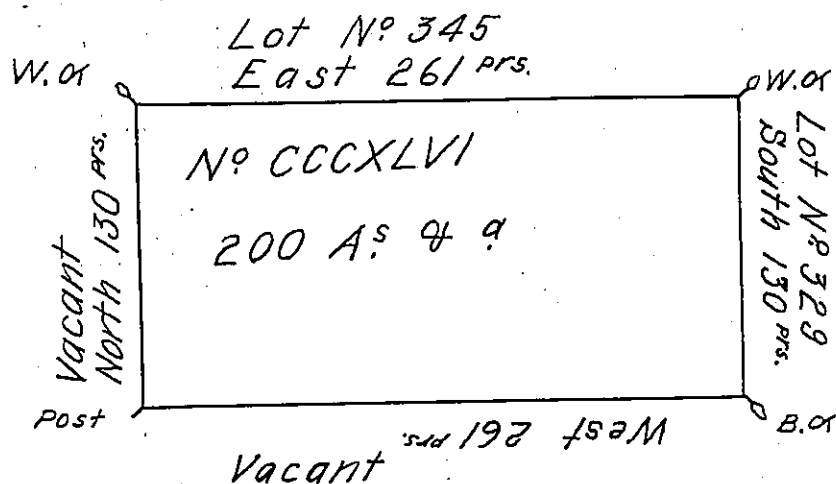 Lot Nº 345
East 261 prs.
W. O
W. O
Vacant
North 130 prs.
Nº CCCXLVI
200 A.s & a.
Lot Nº 329
South 130 prs.
Post
West 261 prs.
B. O
Vacant